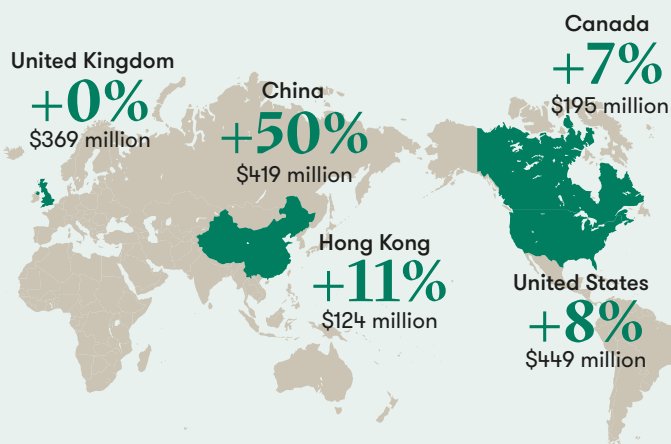 Canada
+7%
$195 million
United Kingdom
+0%
$369 million
China
+50%
$419 million
Hong Kong
+11%
$124 million
United States
+8%
$449 million